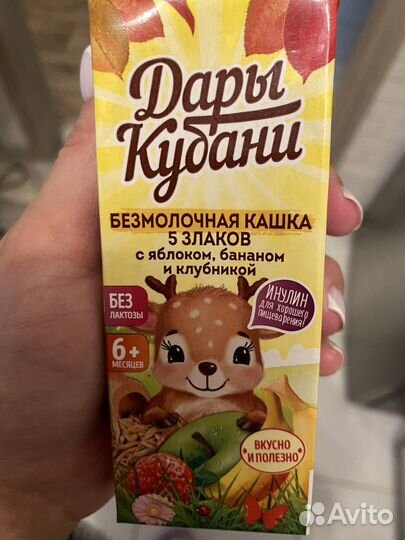 Дары
Кубани
БЕЗМОЛОЧНАЯ КАШКА
5 ЗЛАКОВ
с яблоком, бананом
и клубникой
БЕЗ
ЛАКТОЗЫ
6+
МЕСЯЦЕВ
ИНУЛИН
для хорошего
пищеварения!
ВКУСНО
И ПОЛЕЗНО
Avito